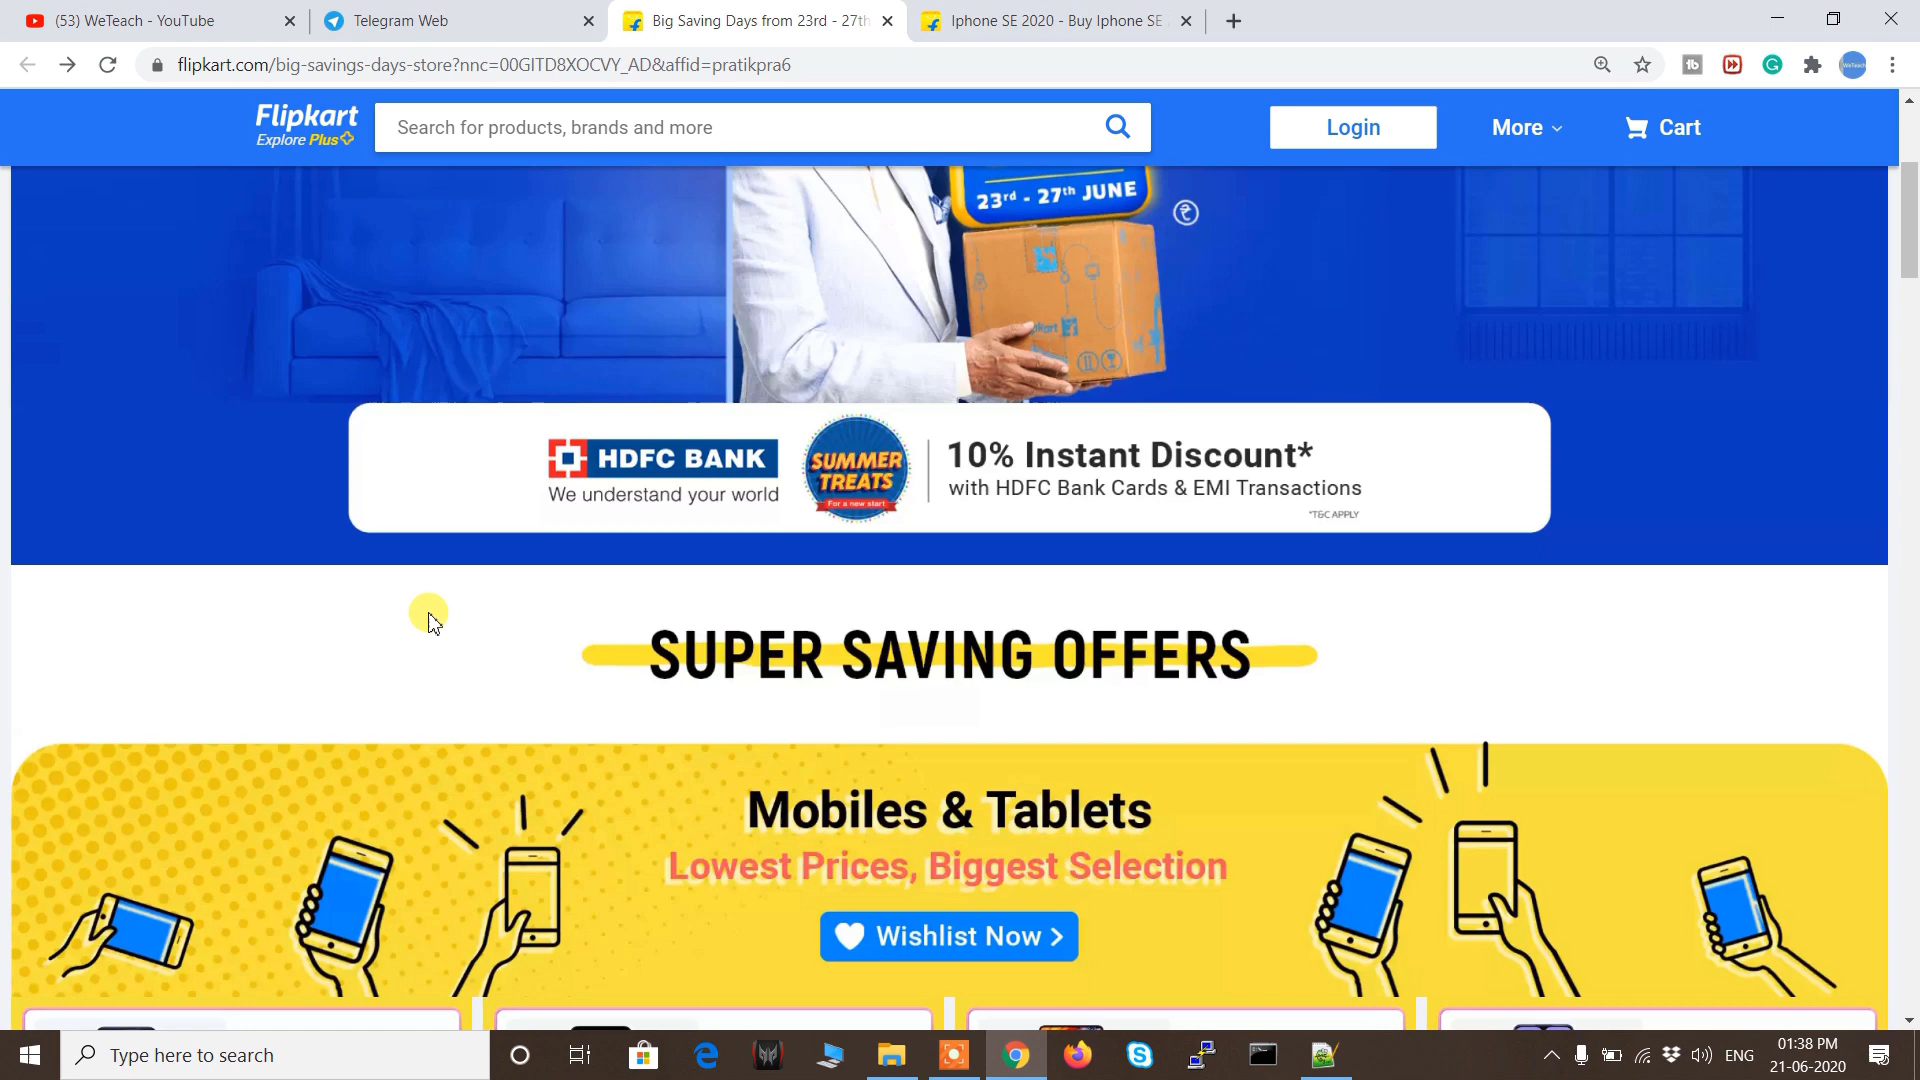 (53) WeTeach - YouTube
Telegram Web
Big Saving Days from 23rd - 27th
Iphone SE 2020 - Buy Iphone SE
flipkart.com/big-savings-days-store?nnc=00GITD8XOCVY_AD&affid=pratikpra6
WeTeach
Flipkart
Explore Plus
Search for products, brands and more
Login
More
Cart
23rd - 27th JUNE
HDFC BANK
We understand your world
SUMMER
TREATS
For a new start
10% Instant Discount*
with HDFC Bank Cards & EMI Transactions
*T&C APPLY
SUPER SAVING OFFERS
Mobiles & Tablets
Lowest Prices, Biggest Selection
Wishlist Now >
Type here to search
ENG
01:38 PM
21-06-2020